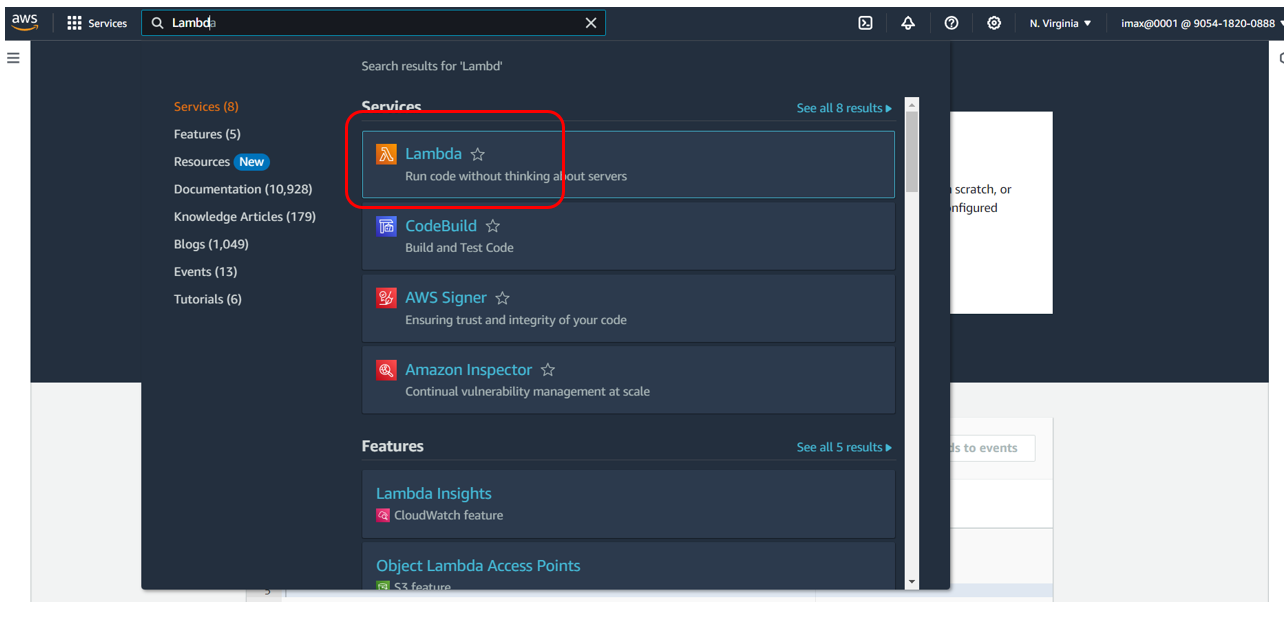 aws
Services
Lambda
N. Virginia
imax@0001 @ 9054-1820-0888
Search results for 'Lambd'
Services (8)
Features (5)
Resources New
Documentation (10,928)
Knowledge Articles (179)
Blogs (1,049)
Events (13)
Tutorials (6)
Services
See all 8 results
Lambda
Run code without thinking about servers
CodeBuild
Build and Test Code
AWS Signer
Ensuring trust and integrity of your code
Amazon Inspector
Continual vulnerability management at scale
Features
See all 5 results
Lambda Insights
CloudWatch feature
Object Lambda Access Points
S3 feature
scratch, or
to events
5